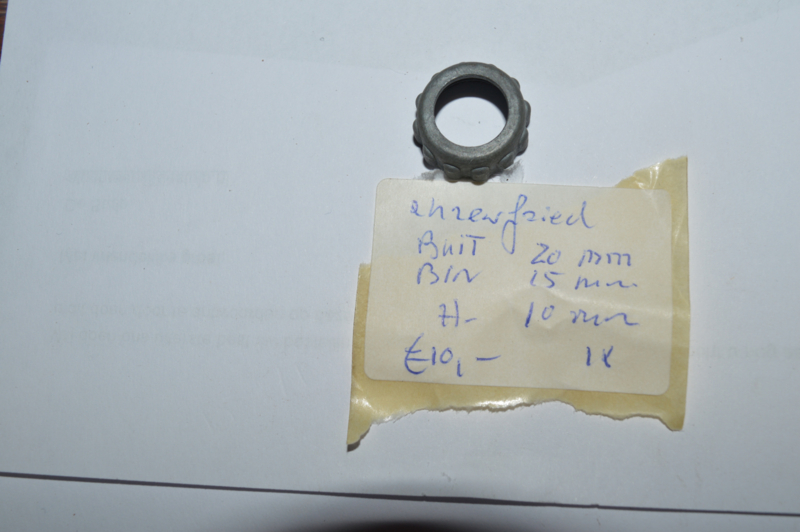 ehrenfried
BUIT 20 mm
BIN 15 mm
H- 10 mm
€10,- 1X